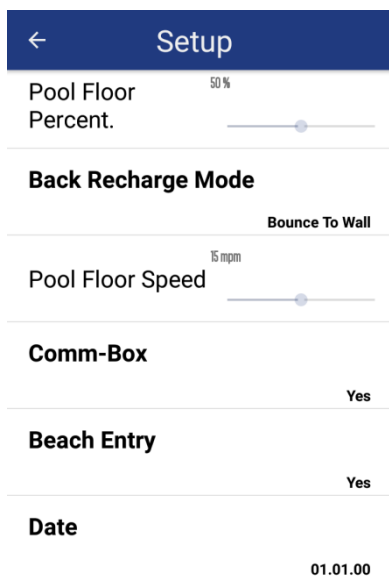 Setup
Pool Floor
Percent.
50 %
Back Recharge Mode
Bounce To Wall
15 mpm
Pool Floor Speed
Comm-Box
Yes
Beach Entry
Yes
Date
01.01.00